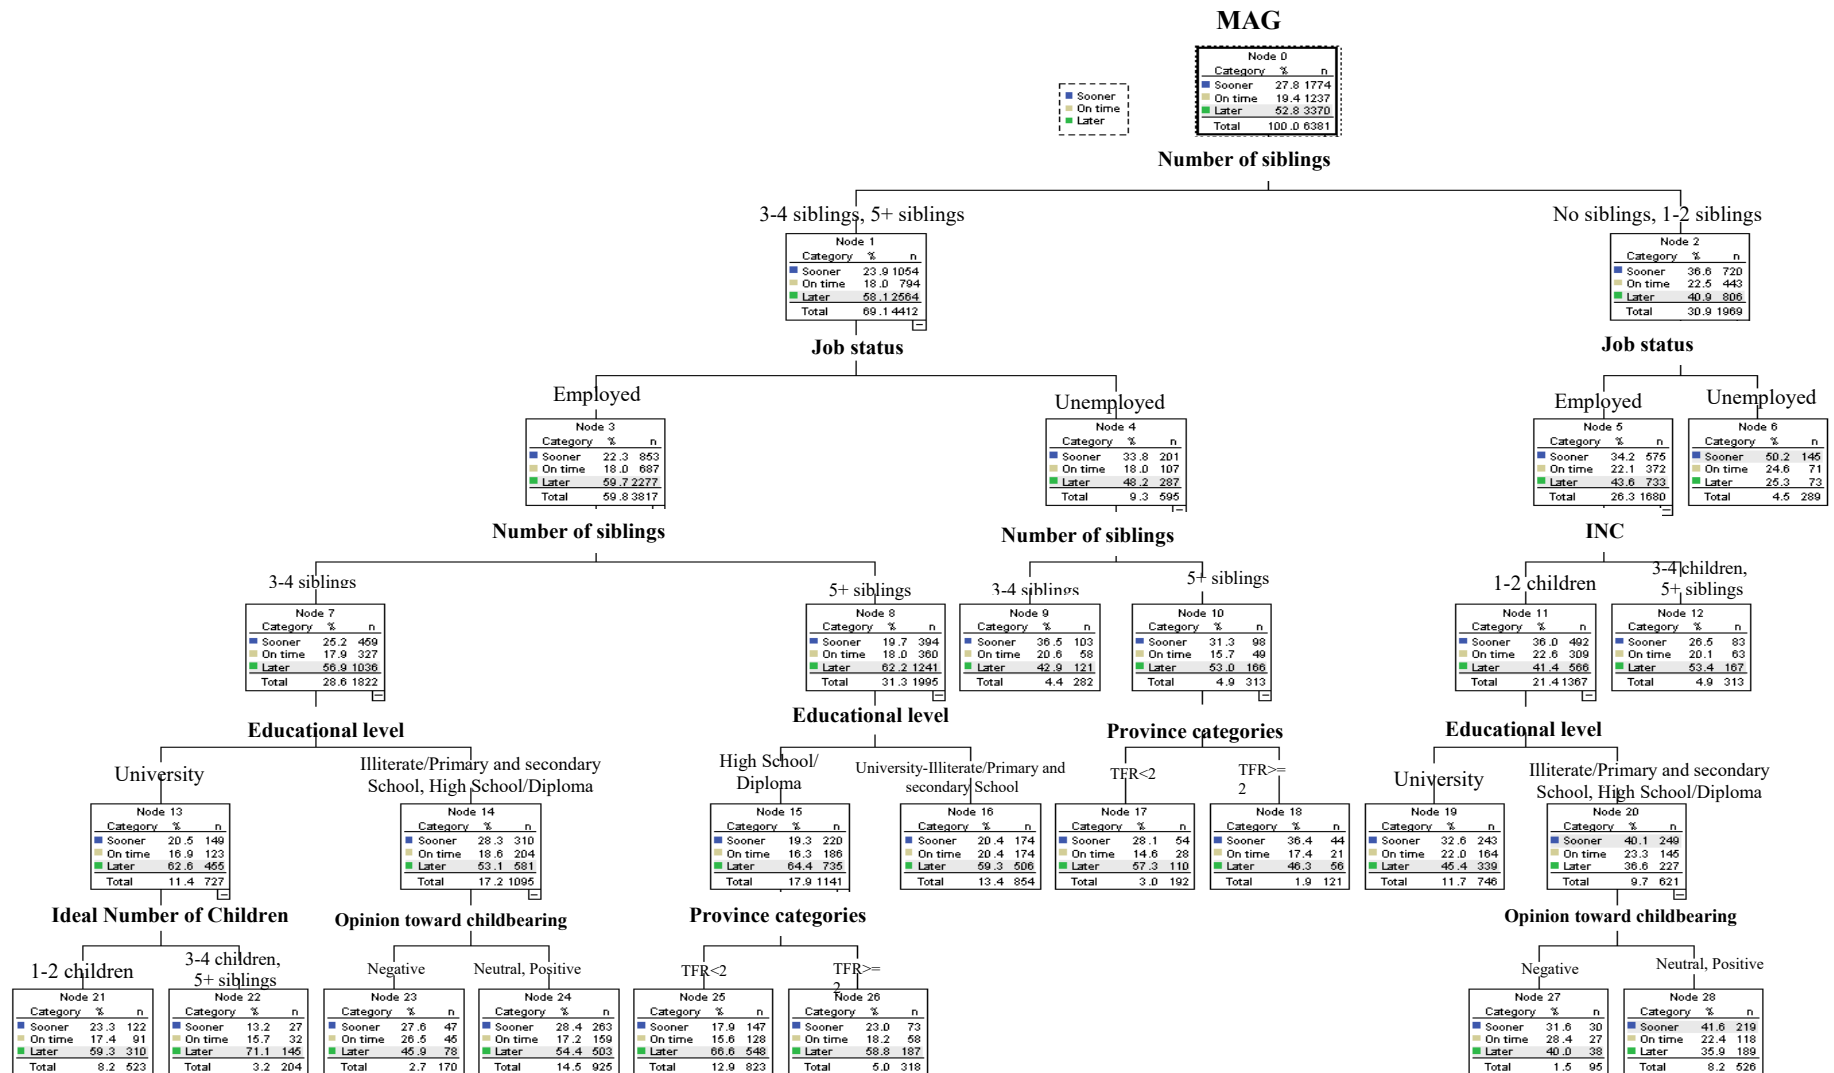 MAG
Node 0
Category % n
Sooner 27.8 1774
On time 19.4 1237
Later 52.8 3370
Total 100.0 6381
Sooner
On time
Later
Number of siblings
3-4 siblings, 5+ siblings
No siblings, 1-2 siblings
Node 1
Category % n
Sooner 23.9 1054
On time 18.0 794
Later 58.1 2564
Total 69.1 4412
Node 2
Category % n
Sooner 36.6 720
On time 22.5 443
Later 40.9 806
Total 30.9 1969
Job status
Job status
Employed
Unemployed
Employed
Unemployed
Node 3
Category % n
Sooner 22.3 853
On time 18.0 687
Later 59.7 2277
Total 59.8 3817
Node 4
Category % n
Sooner 33.8 201
On time 18.0 107
Later 48.2 287
Total 9.3 595
Node 5
Category % n
Sooner 34.2 575
On time 22.1 372
Later 43.6 733
Total 26.3 1680
Node 6
Category % n
Sooner 50.2 145
On time 24.6 71
Later 25.3 73
Total 4.5 289
Number of siblings
Number of siblings
INC
3-4 siblings
5+ siblings
3-4 siblings
5+ siblings
1-2 children
3-4 children,
5+ siblings
Node 7
Category % n
Sooner 25.2 459
On time 17.9 327
Later 56.9 1036
Total 28.6 1822
Node 8
Category % n
Sooner 19.7 394
On time 18.0 360
Later 62.2 1241
Total 31.3 1995
Node 9
Category % n
Sooner 36.5 103
On time 20.6 58
Later 42.9 121
Total 4.4 282
Node 10
Category % n
Sooner 31.3 98
On time 15.7 49
Later 53.0 166
Total 4.9 313
Node 11
Category % n
Sooner 36.0 492
On time 22.6 309
Later 41.4 566
Total 21.4 1367
Node 12
Category % n
Sooner 26.5 83
On time 20.1 63
Later 53.4 167
Total 4.9 313
Educational level
Educational level
Province categories
Educational level
University
Illiterate/Primary and secondary
School, High School/Diploma
High School/
Diploma
University-Illiterate/Primary and
secondary School
TFR<2
TFR>=
2
University
Illiterate/Primary and secondary
School, High School/Diploma
Node 13
Category % n
Sooner 20.5 149
On time 16.9 123
Later 62.6 455
Total 11.4 727
Node 14
Category % n
Sooner 28.3 310
On time 18.6 204
Later 53.1 581
Total 17.2 1095
Node 15
Category % n
Sooner 19.3 220
On time 16.3 186
Later 64.4 735
Total 17.9 1141
Node 16
Category % n
Sooner 20.4 174
On time 20.4 174
Later 59.3 506
Total 13.4 854
Node 17
Category % n
Sooner 28.1 54
On time 14.6 28
Later 57.3 110
Total 3.0 192
Node 18
Category % n
Sooner 36.4 44
On time 17.4 21
Later 46.3 56
Total 1.9 121
Node 19
Category % n
Sooner 32.6 243
On time 22.0 164
Later 45.4 339
Total 11.7 746
Node 20
Category % n
Sooner 40.1 249
On time 23.3 145
Later 36.6 227
Total 9.7 621
Ideal Number of Children
Opinion toward childbearing
Province categories
Opinion toward childbearing
1-2 children
3-4 children,
5+ siblings
Negative
Neutral, Positive
TFR<2
TFR>=
2
Negative
Neutral, Positive
Node 21
Category % n
Sooner 23.3 122
On time 17.4 91
Later 59.3 310
Total 8.2 523
Node 22
Category % n
Sooner 13.2 27
On time 15.7 32
Later 71.1 145
Total 3.2 204
Node 23
Category % n
Sooner 27.6 47
On time 26.5 45
Later 45.9 78
Total 2.7 170
Node 24
Category % n
Sooner 28.4 263
On time 17.2 159
Later 54.4 503
Total 14.5 925
Node 25
Category % n
Sooner 17.9 147
On time 15.6 128
Later 66.6 548
Total 12.9 823
Node 26
Category % n
Sooner 23.0 73
On time 18.2 58
Later 58.8 187
Total 5.0 318
Node 27
Category % n
Sooner 31.6 30
On time 28.4 27
Later 40.0 38
Total 1.5 95
Node 28
Category % n
Sooner 41.6 219
On time 22.4 118
Later 35.9 189
Total 8.2 526